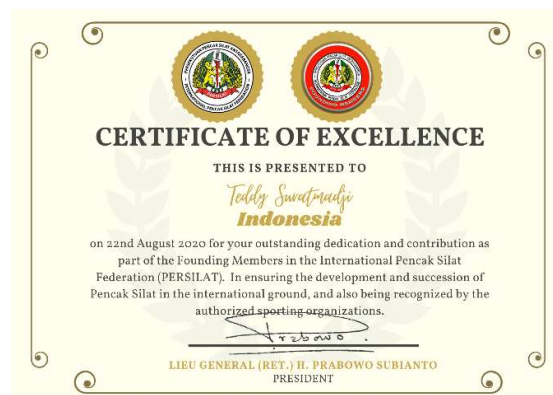 CERTIFICATE OF EXCELLENCE
THIS IS PRESENTED TO
Teddy Suratmadji
Indonesia
on 22nd August 2020 for your outstanding dedication and contribution as
part of the Founding Members in the International Pencak Silat
Federation (PERSILAT). In ensuring the development and succession of
Pencak Silat in the international ground, and also being recognized by the
authorized sporting organizations.
Prabowo
LIEU GENERAL (RET.) H. PRABOWO SUBIANTO
PRESIDENT